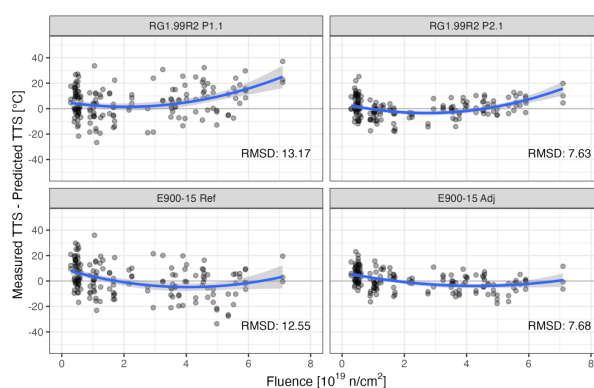 RG1.99R2 P1.1
RG1.99R2 P2.1
40
20
0
-20
-40
RMSD: 13.17
RMSD: 7.63
E900-15 Ref
E900-15 Adj
40
20
0
-20
-40
RMSD: 12.55
RMSD: 7.68
0 2 4 6 8
0 2 4 6 8
Fluence [10¹⁹ n/cm²]
Measured TTS - Predicted TTS [°C]